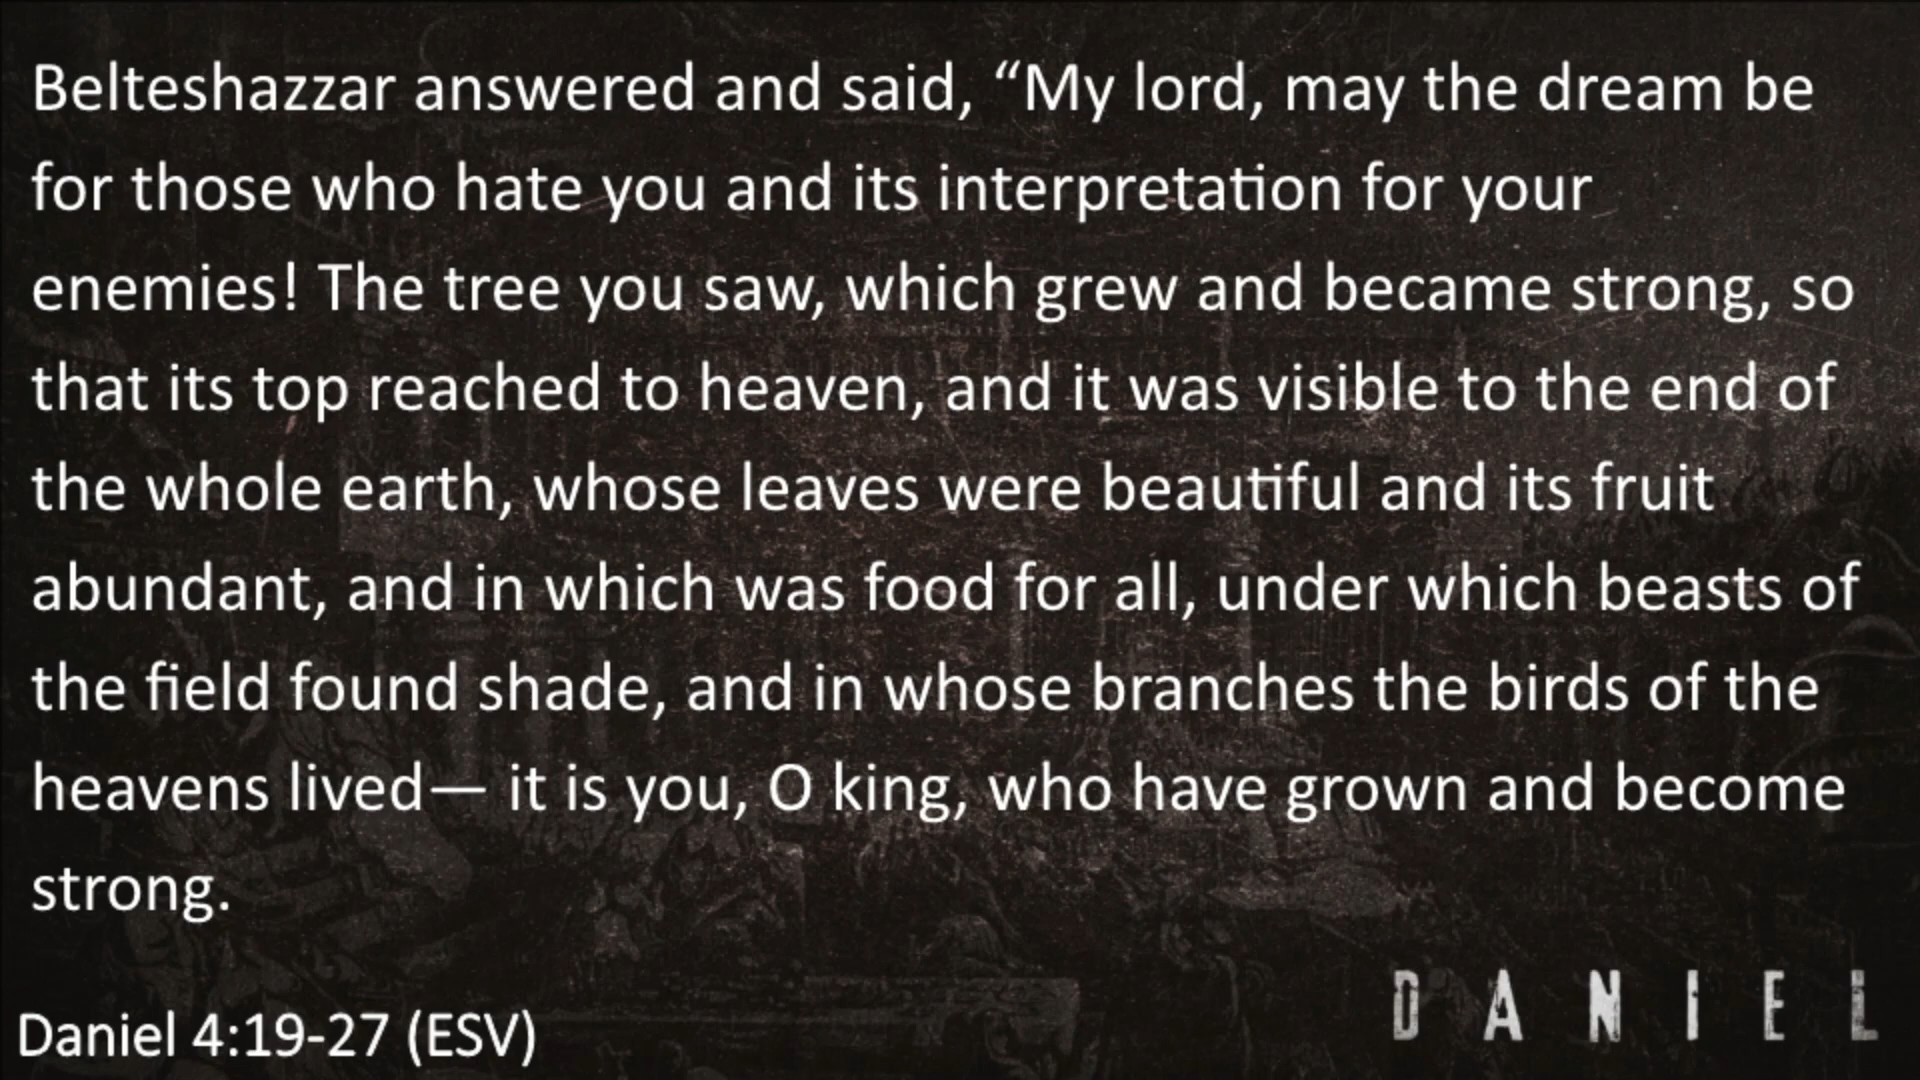 Belteshazzar answered and said, “My lord, may the dream be
for those who hate you and its interpretation for your
enemies! The tree you saw, which grew and became strong, so
that its top reached to heaven, and it was visible to the end of
the whole earth, whose leaves were beautiful and its fruit
abundant, and in which was food for all, under which beasts of
the field found shade, and in whose branches the birds of the
heavens lived— it is you, O king, who have grown and become
strong.
Daniel 4:19-27 (ESV)
DANIEL